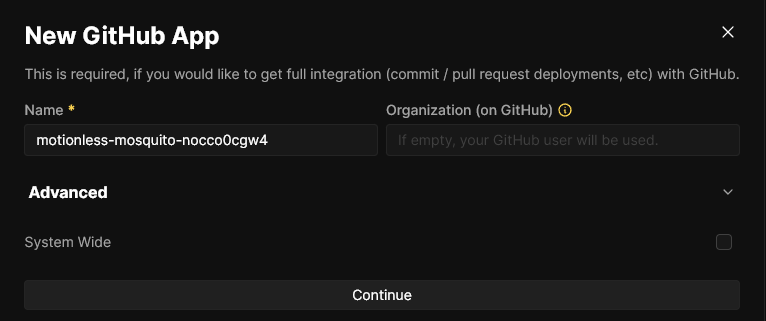 New GitHub App
This is required, if you would like to get full integration (commit / pull request deployments, etc) with GitHub.
Name *
Organization (on GitHub)
motionless-mosquito-nocco0cgw4
If empty, your GitHub user will be used.
Advanced
System Wide
Continue